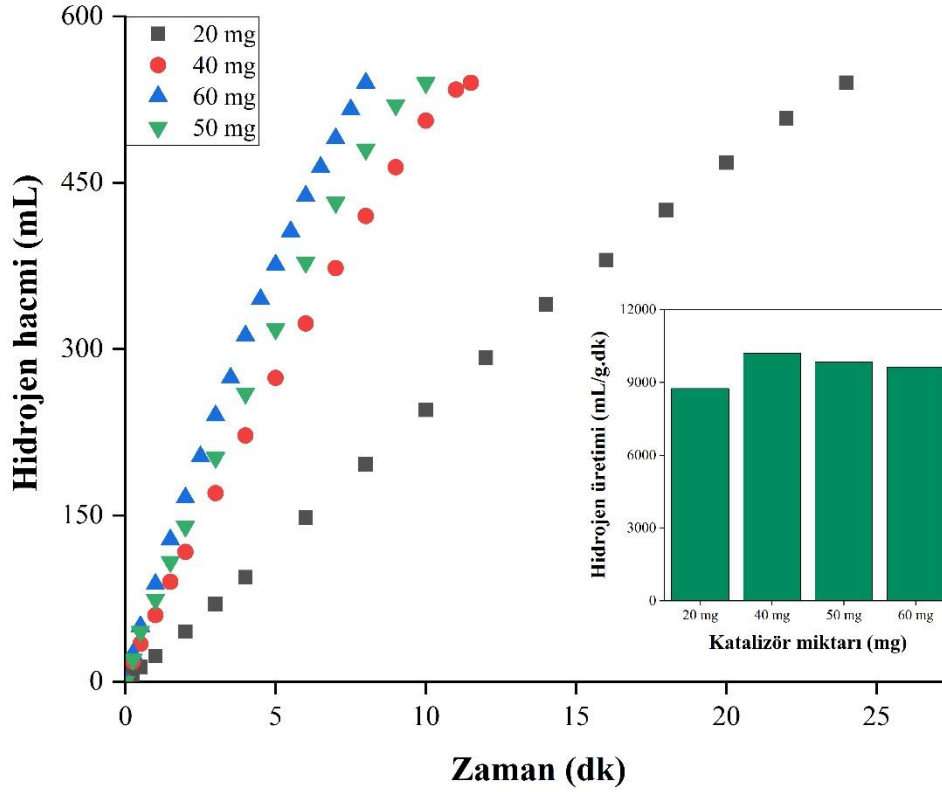 600
450
300
150
0
Hidrojen hacmi (mL)
20 mg
40 mg
60 mg
50 mg
12000
9000
6000
3000
0
Hidrojen üretimi (mL/g.dk)
20 mg 40 mg 50 mg 60 mg
Katalizör miktarı (mg)
0 5 10 15 20 25
Zaman (dk)